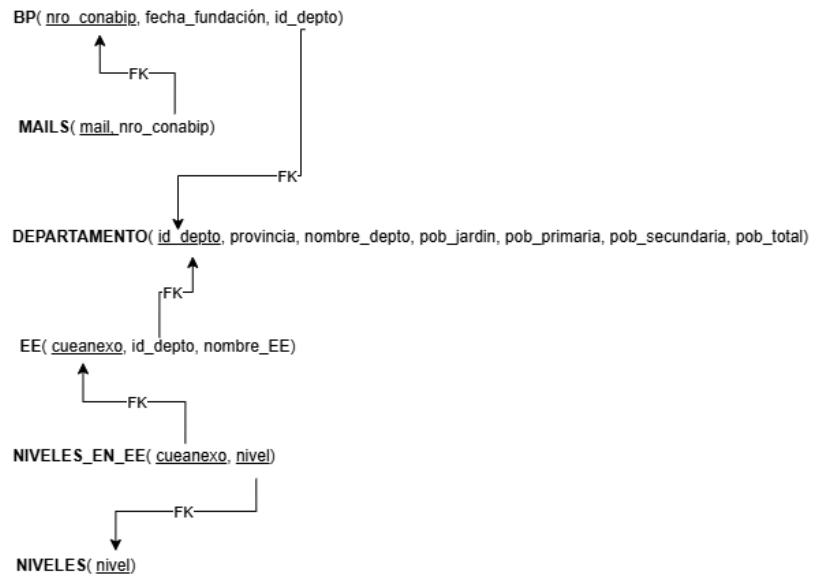 BP( nro_conabip, fecha_fundación, id_depto)
FK
MAILS( mail, nro_conabip)
FK
DEPARTAMENTO( id_depto, provincia, nombre_depto, pob_jardin, pob_primaria, pob_secundaria, pob_total)
FK
EE( cueanexo, id_depto, nombre_EE)
FK
NIVELES_EN_EE( cueanexo, nivel)
FK
NIVELES( nivel)